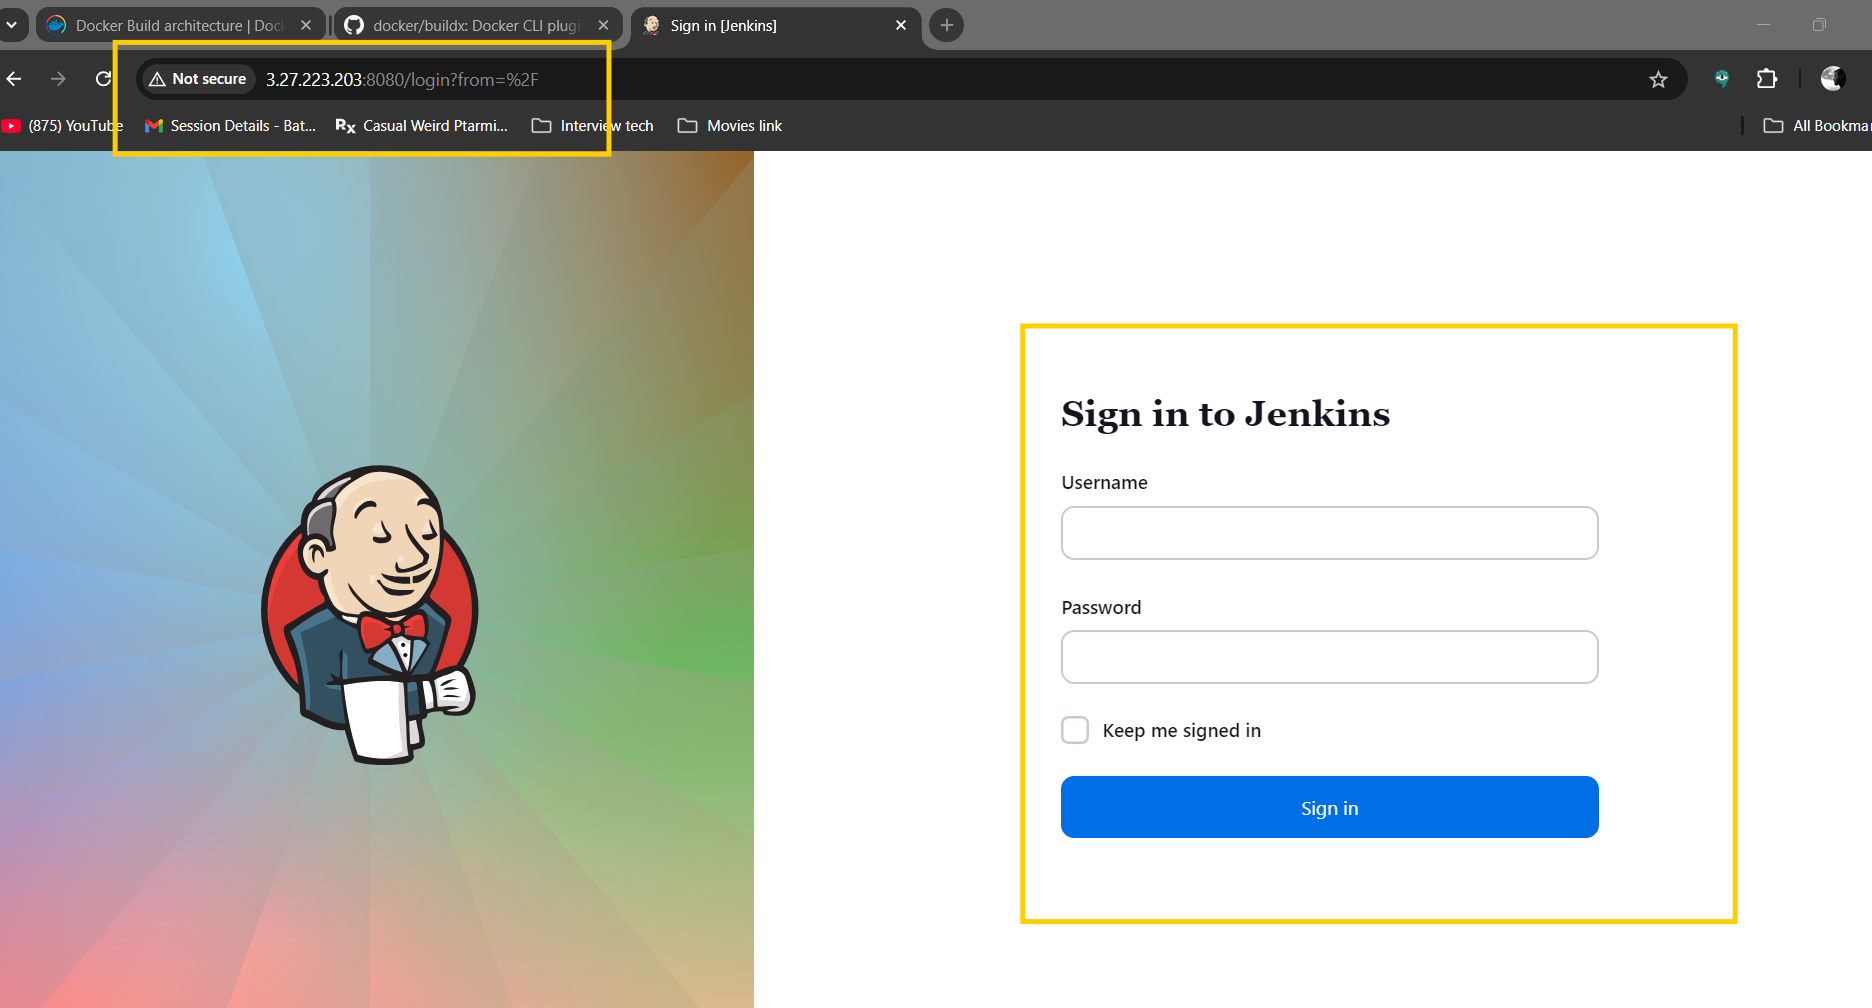 Docker Build architecture | Doc
docker/buildx: Docker CLI plugi
Sign in [Jenkins]
Not secure
3.27.223.203:8080/login?from=%2F
(875) YouTube
Session Details - Bat...
Rx
Casual Weird Ptarmi...
Interview tech
Movies link
All Bookma
Sign in to Jenkins
Username
Password
Keep me signed in
Sign in